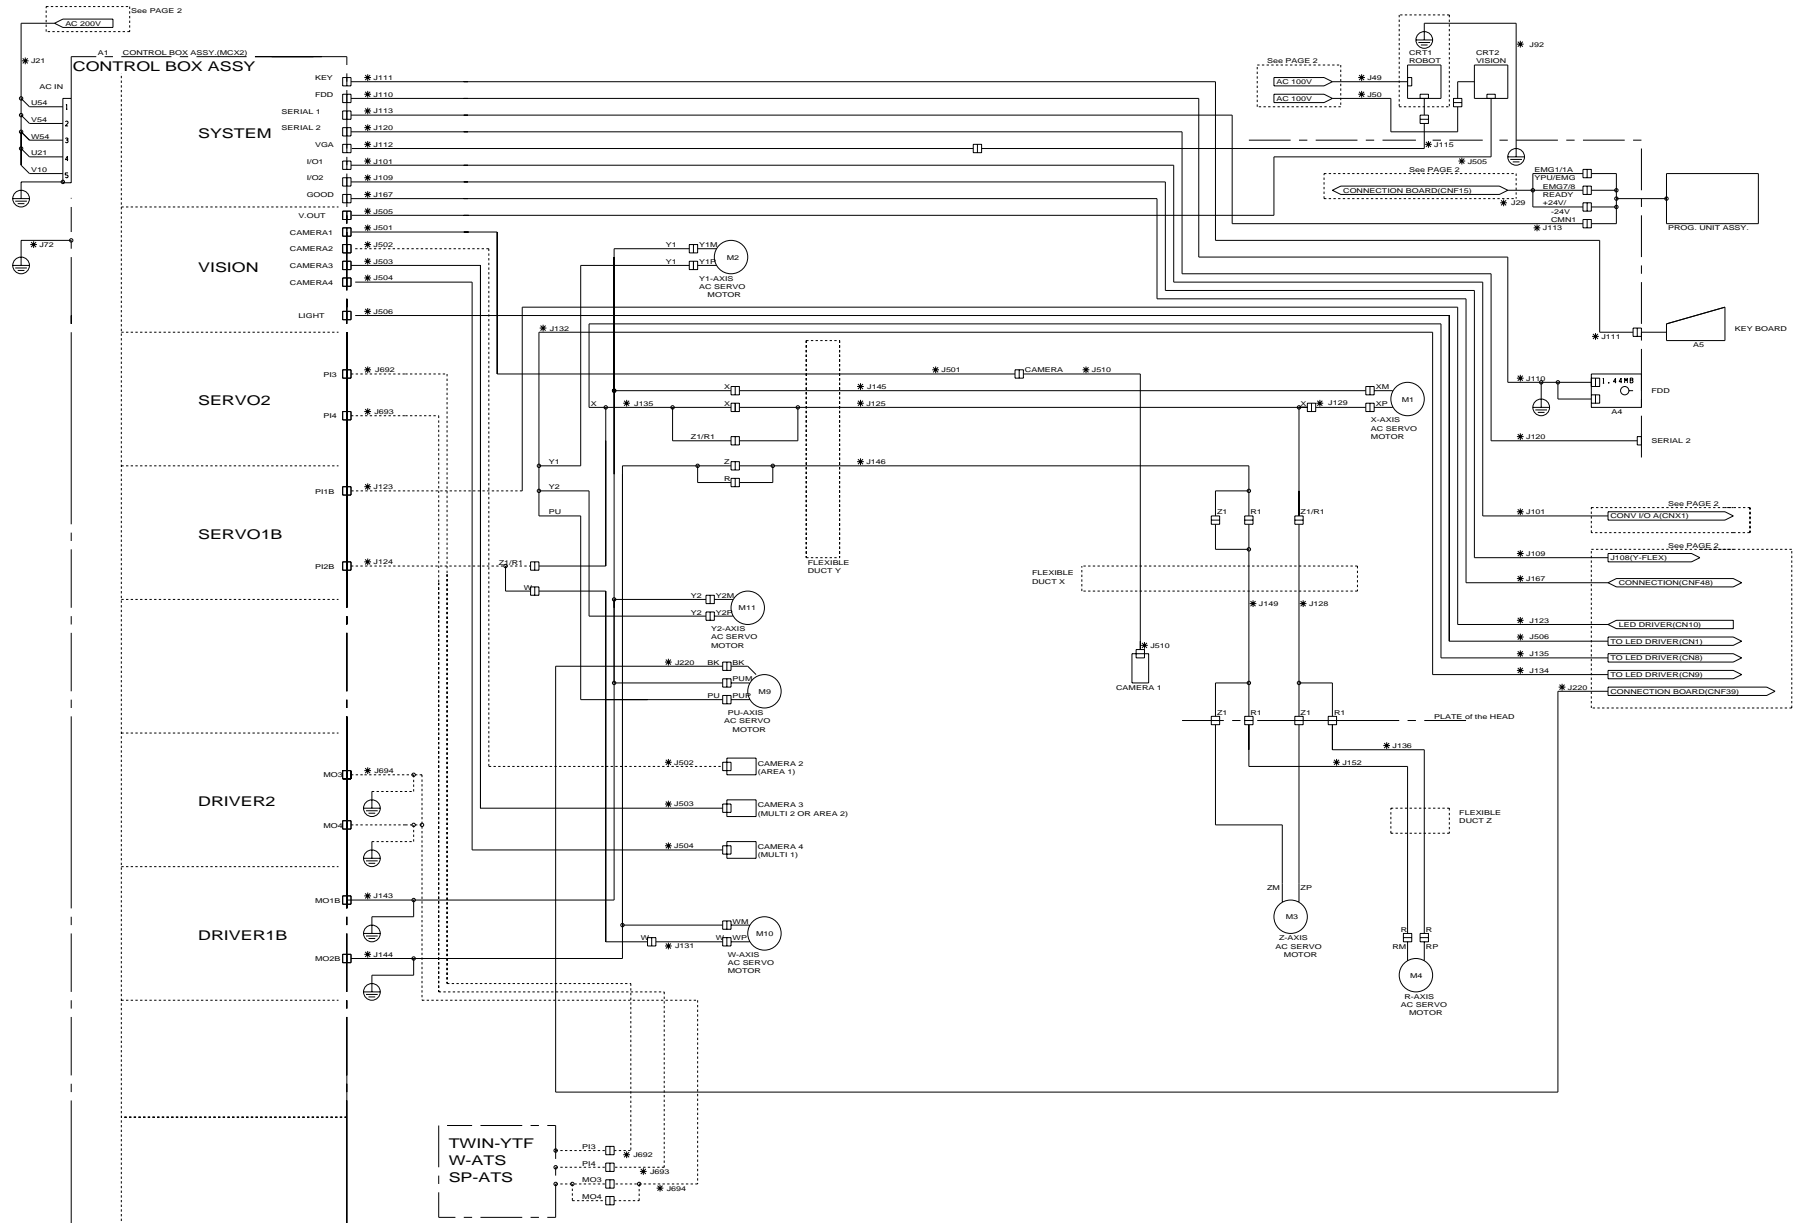 See PAGE 2
AC 200V
✱ J21
A1 CONTROL BOX ASSY.(MCX2)
CONTROL BOX ASSY
AC IN
U54
1
V54
2
W54
3
U21
4
V10
5
✱ J72
SYSTEM
KEY ✱ J111
FDD ✱ J110
SERIAL 1 ✱ J113
SERIAL 2 ✱ J120
VGA ✱ J112
I/O1 ✱ J101
I/O2 ✱ J109
GOOD ✱ J167
VISION
V.OUT ✱ J505
CAMERA1 ✱ J501
CAMERA2 ✱ J502
CAMERA3 ✱ J503
CAMERA4 ✱ J504
LIGHT ✱ J506
SERVO2
PI3 ✱ J692
PI4 ✱ J693
SERVO1B
PI1B ✱ J123
PI2B ✱ J124
DRIVER2
MO3 ✱ J694
MO4
DRIVER1B
MO1B ✱ J143
MO2B ✱ J144
See PAGE 2
AC 100V
AC 100V
✱ J49
✱ J50
CRT1
ROBOT
CRT2
VISION
✱ J92
✱ J115
✱ J505
See PAGE 2
CONNECTION BOARD(CNF15)
✱ J29
EMG1/1A
YPU/EMG
EMG7/8
READY
+24V/
-24V
CMN1
✱ J113
PROG. UNIT ASSY.
Y1 Y1M
Y1 Y1P
M2
Y1-AXIS
AC SERVO
MOTOR
✱ J132
✱ J111
KEY BOARD
A5
✱ J501
CAMERA
✱ J510
X
✱ J145
XM
X
✱ J135
X
✱ J125
X
✱ J129
XP
M1
X-AXIS
AC SERVO
MOTOR
Z1/R1
✱ J110
1.44MB
FDD
A4
✱ J120
SERIAL 2
Y1
Y2
PU
Z
R
✱ J146
Z1
R1
Z1/R1
FLEXIBLE
DUCT Y
Z1/R1
W
FLEXIBLE
DUCT X
✱ J149
✱ J128
See PAGE 2
✱ J101
CONV I/O A(CNX1)
See PAGE 2
✱ J109
J108(Y-FLEX)
✱ J167
CONNECTION(CNF48)
✱ J123
LED DRIVER(CN10)
✱ J506
TO LED DRIVER(CN1)
✱ J135
TO LED DRIVER(CN8)
✱ J134
TO LED DRIVER(CN9)
✱ J220
CONNECTION BOARD(CNF39)
Y2 Y2M
Y2 Y2P
M11
Y2-AXIS
AC SERVO
MOTOR
✱ J220
BK BK
PUM
PU PUP
M9
PU-AXIS
AC SERVO
MOTOR
✱ J510
CAMERA 1
Z1
R1
Z1
R1
PLATE of the HEAD
✱ J136
✱ J152
✱ J502
CAMERA 2
(AREA 1)
✱ J503
CAMERA 3
(MULTI 2 OR AREA 2)
✱ J504
CAMERA 4
(MULTI 1)
FLEXIBLE
DUCT Z
WM
W
✱ J131
W WP
M10
W-AXIS
AC SERVO
MOTOR
ZM
ZP
M3
Z-AXIS
AC SERVO
MOTOR
R
R
RM
RP
M4
R-AXIS
AC SERVO
MOTOR
TWIN-YTF
W-ATS
SP-ATS
PI3
✱ J692
PI4
✱ J693
MO3
✱ J694
MO4